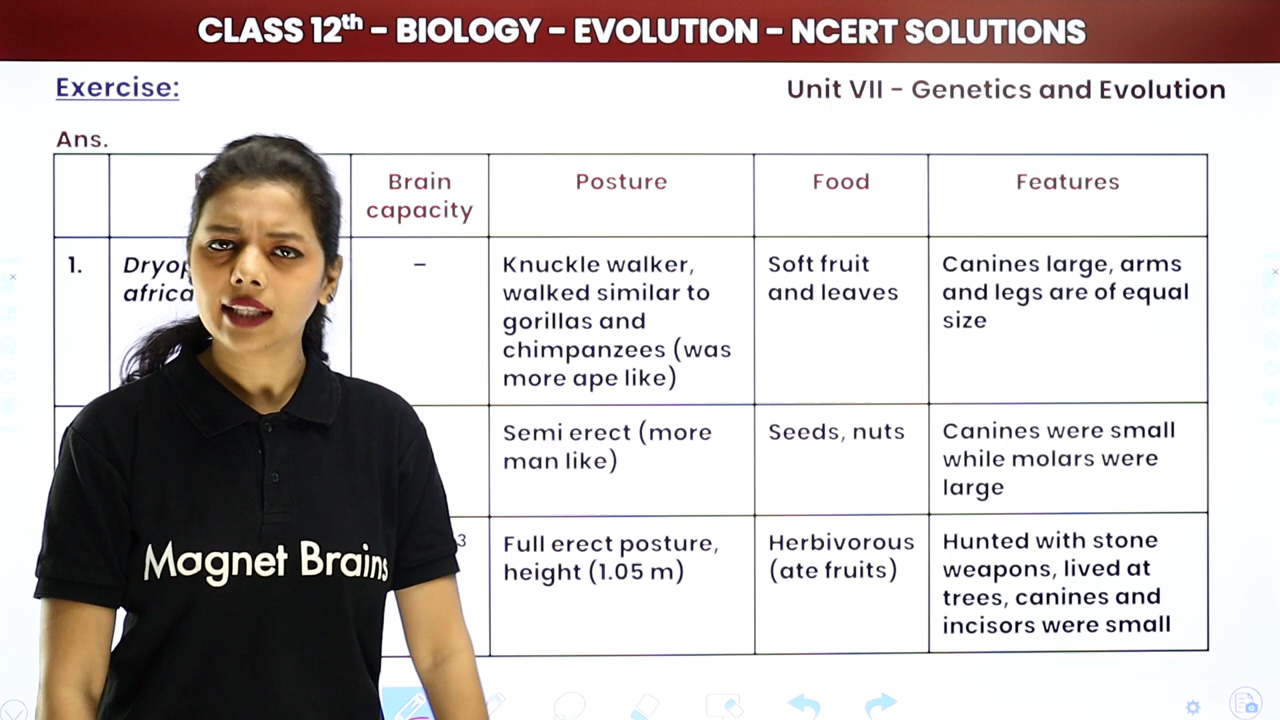 CLASS 12th – BIOLOGY – EVOLUTION – NCERT SOLUTIONS
Exercise:
Unit VII – Genetics and Evolution
Ans.
Brain
capacity
Posture
Food
Features
1.
–
Knuckle walker,
walked similar to
gorillas and
chimpanzees (was
more ape like)
Soft fruit
and leaves
Canines large, arms
and legs are of equal
size
Semi erect (more
man like)
Seeds, nuts
Canines were small
while molars were
large
3
Full erect posture,
height (1.05 m)
Herbivorous
(ate fruits)
Hunted with stone
weapons, lived at
trees, canines and
incisors were small
Magnet Brains